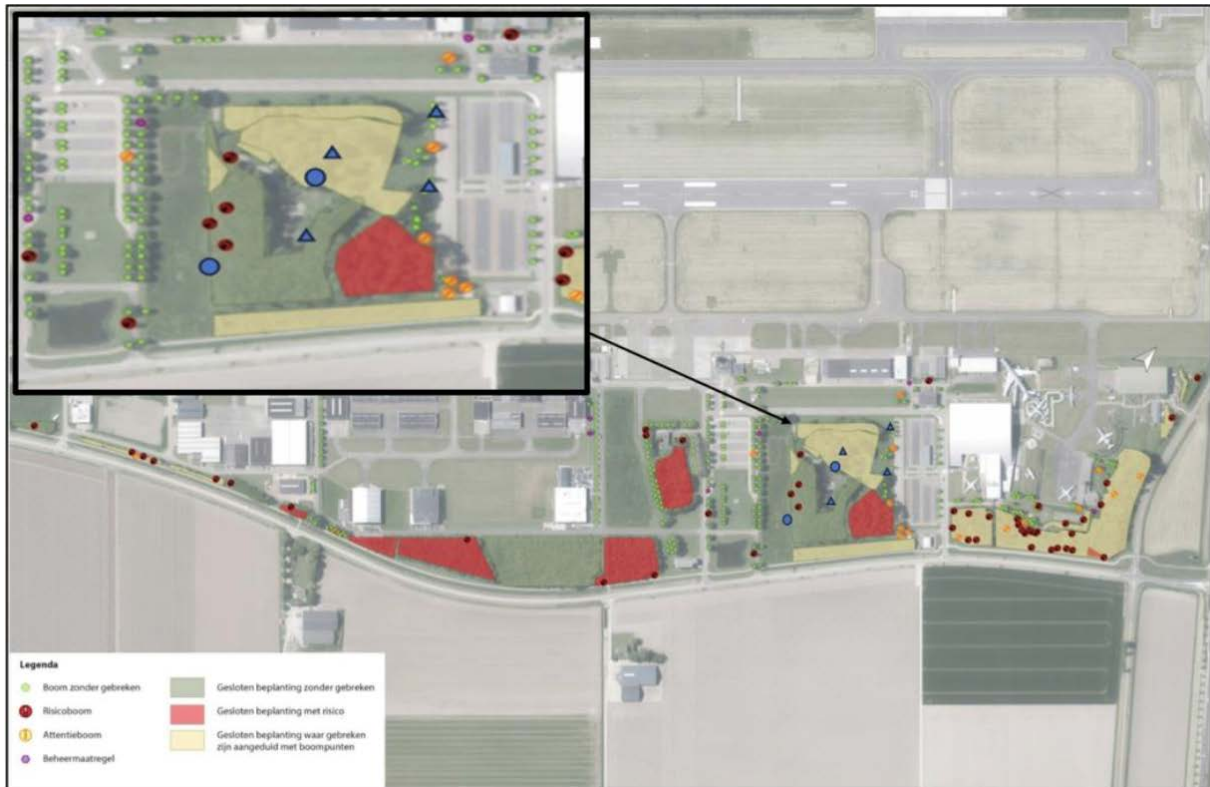 Legenda
Boom zonder gebreken
Risicoboom
Attentieboom
Beheermaatregel
Gesloten beplanting zonder gebreken
Gesloten beplanting met risico
Gesloten beplanting waar gebreken
zijn aangeduid met boompunten